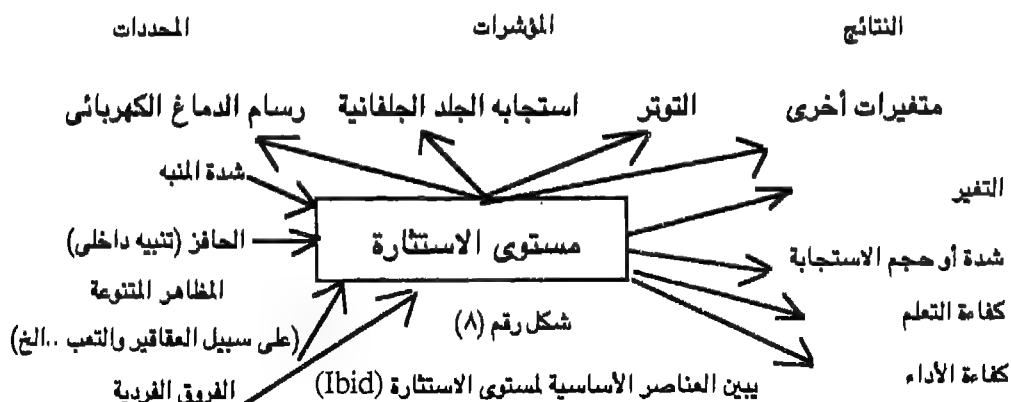 المحددات المؤشرات النتائج
رسام الدماغ الكهربائى استجابه الجلد الجلفانية التوتر متغيرات أخرى
شدة المنبه
التغير
الحافز (تنبيه داخلى)
مستوى الاستثارة
شدة أو حجم الاستجابة
المظاهر المتنوعة
(على سبيل العقاقير والتعب ..الخ)
شكل رقم (٨)
كفاءة التعلم
الفروق الفردية
يبين العناصر الأساسية لمستوى الاستثارة (Ibid)
كفاءة الأداء